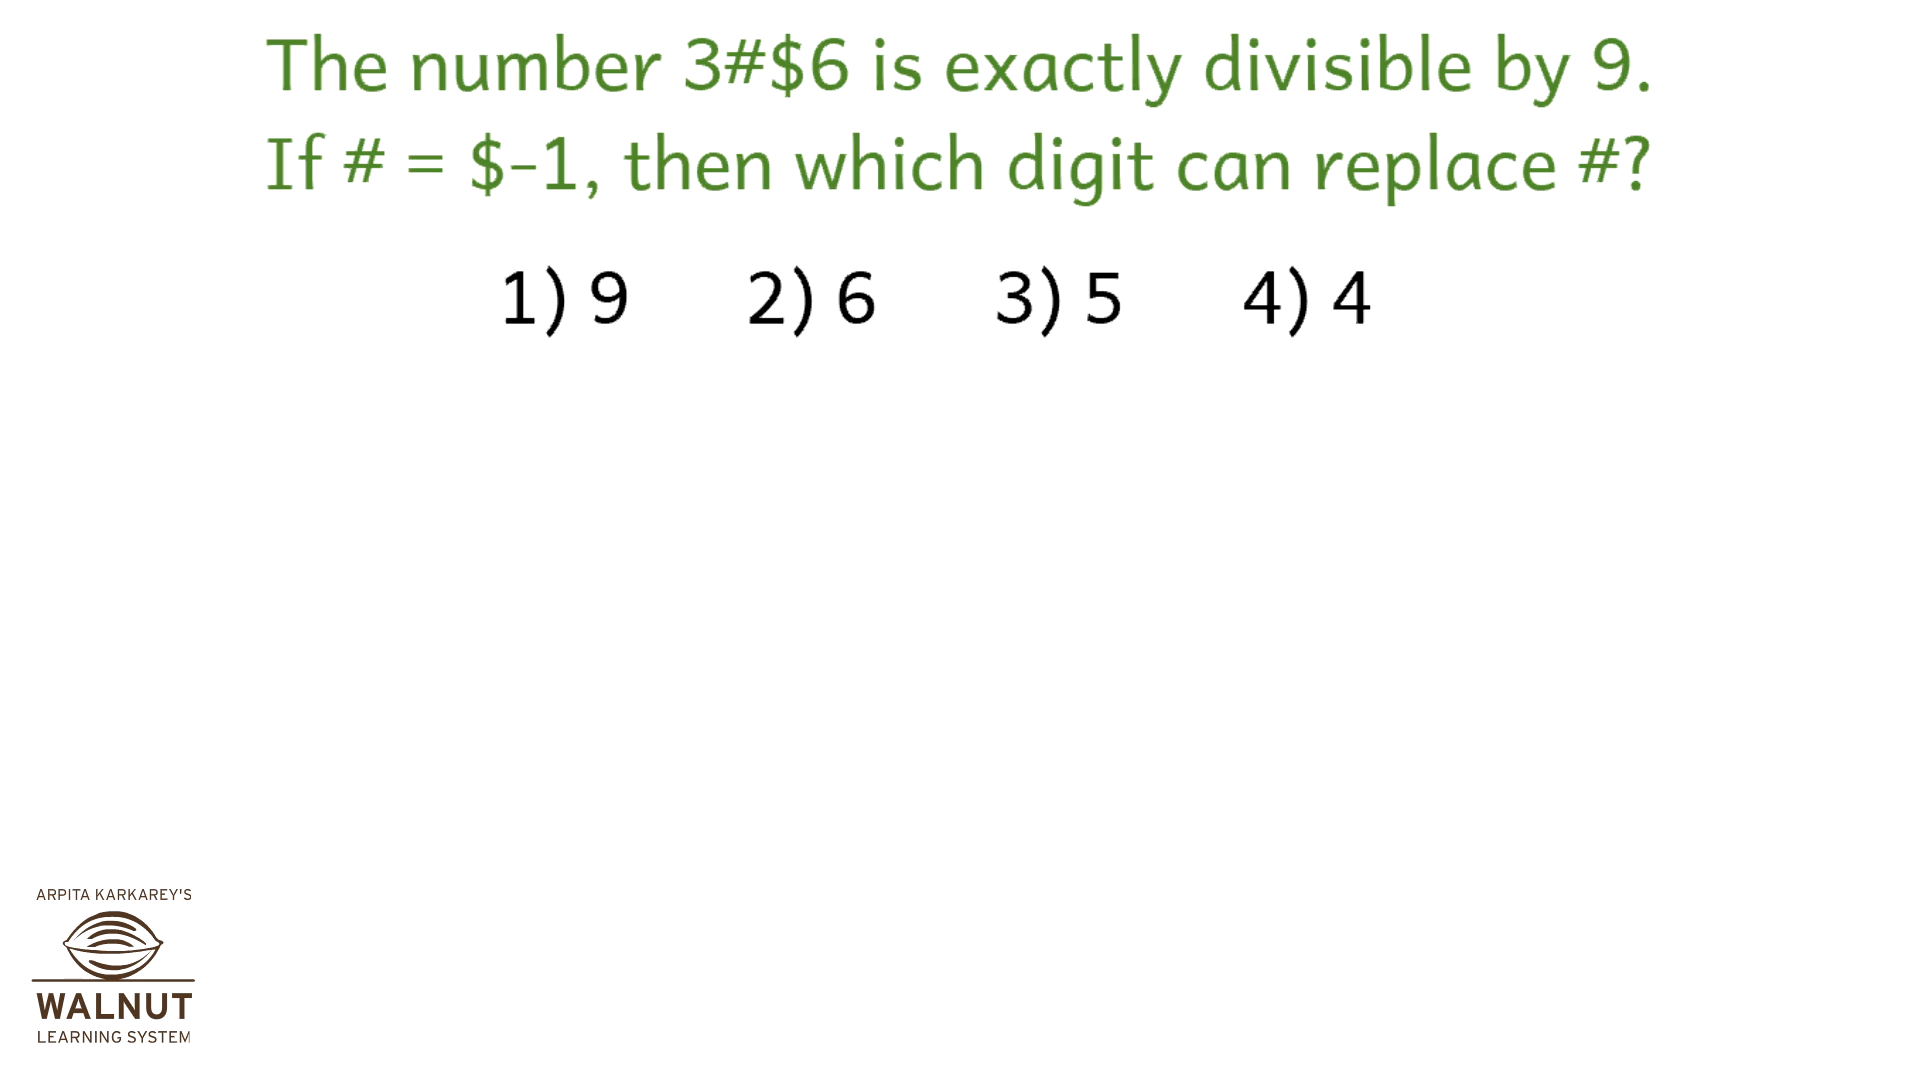 The number 3#$6 is exactly divisible by 9.
If # = $-1, then which digit can replace #?
1) 9 2) 6 3) 5 4) 4
ARPITA KARKAREY'S
WALNUT
LEARNING SYSTEM